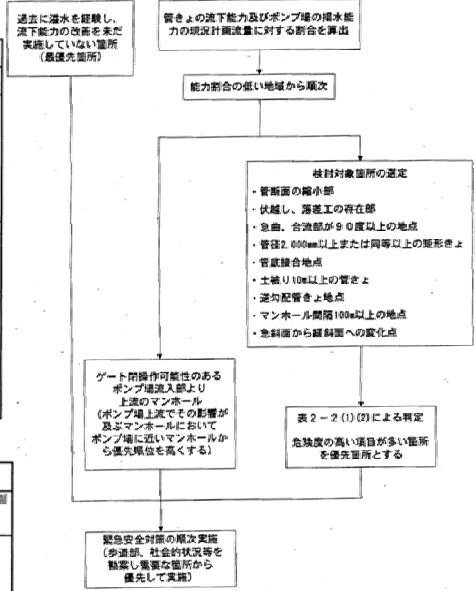 過去に溢水を経験し、
流下能力の改善を未だ
実施していない箇所
（最優先箇所）
管きょの流下能力及びポンプ場の揚水能
力の現況計画流量に対する割合を算出
能力割合の低い地域から順次
検討対象箇所の選定
・管断面の縮小部
・伏越し、落差工の存在部
・急曲、合流部が９０度以上の地点
・管径2,000mm以上または同等以上の矩形きょ
・管底接合地点
・土被り10m以上の管きょ
・逆勾配管きょ地点
・マンホール間隔100m以上の地点
・急斜面から緩斜面への変化点
ゲート閉操作可能性のある
ポンプ場流入部より
上流のマンホール
（ポンプ場上流でその影響が
及ぶマンホールにおいて
ポンプ場に近いマンホールか
ら優先順位を高くする）
表２－２(1)(2)による判定
危険度の高い項目が多い箇所
を優先箇所とする
緊急安全対策の順次実施
（歩道部、社会的状況等を
勘案し重要な箇所から
優先して実施）